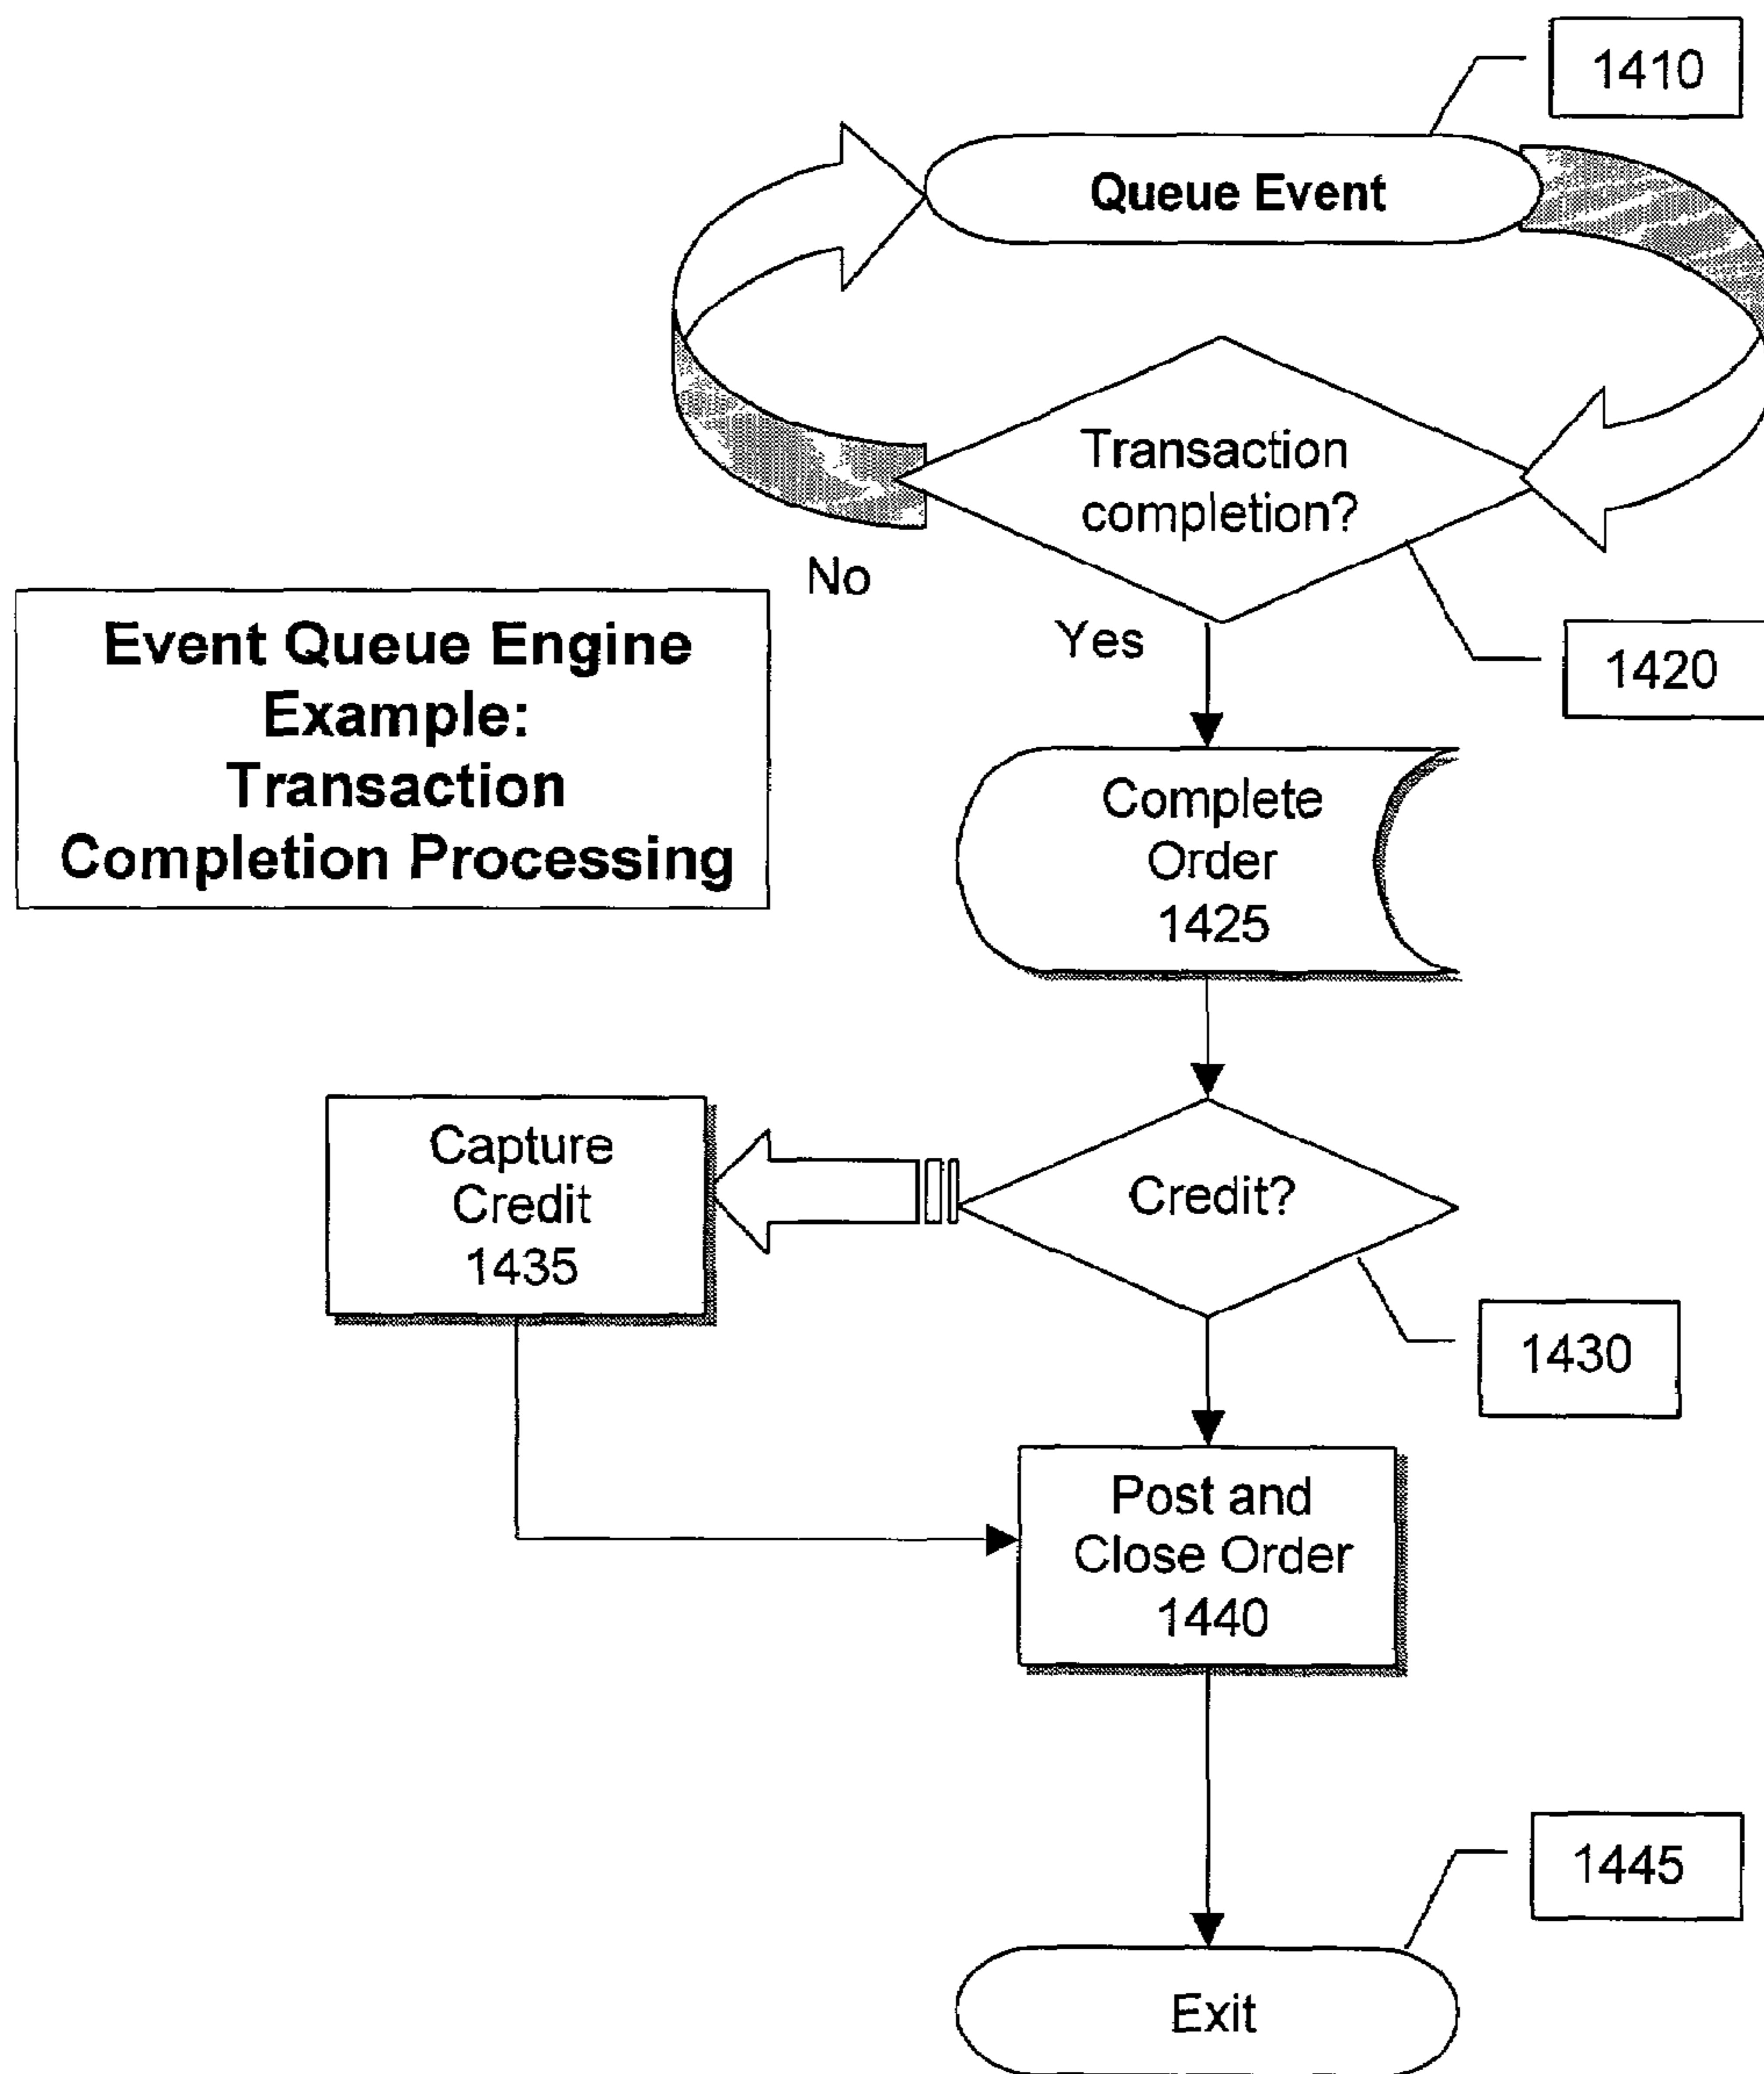 1410
Queue Event
Transaction
completion?
No
Yes
1420
Event Queue Engine
Example:
Transaction
Completion Processing
Complete
Order
1425
Capture
Credit
1435
Credit?
1430
Post and
Close Order
1440
1445
Exit